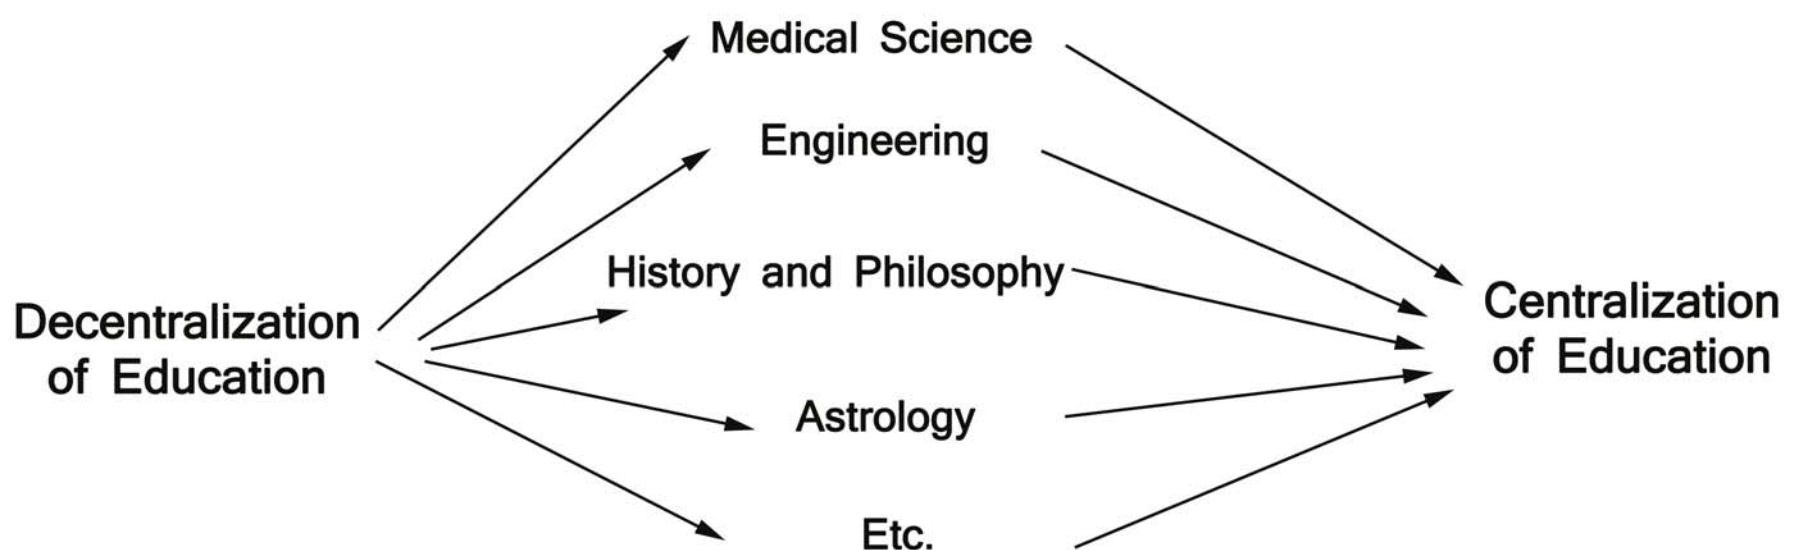 Medical Science
Engineering
History and Philosophy
Decentralization
of Education
Centralization
of Education
Astrology
Etc.